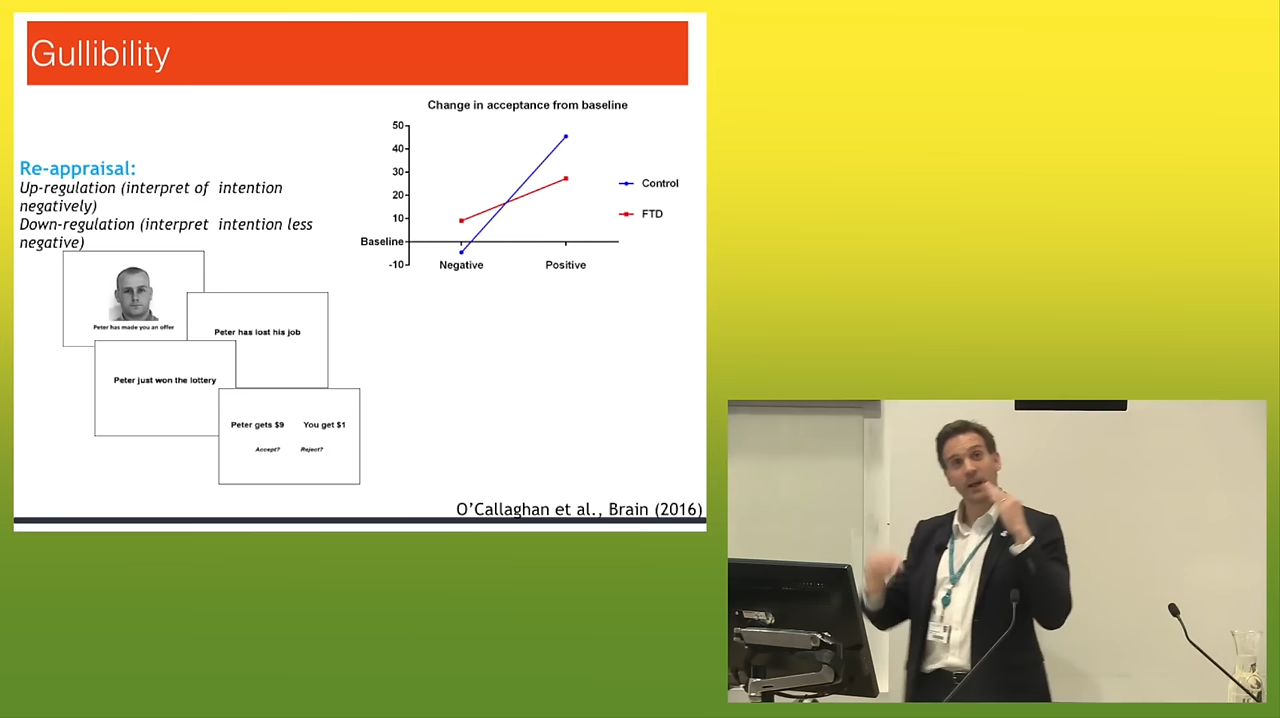 Gullibility
Re-appraisal:
Up-regulation (interpret of intention
negatively)
Down-regulation (interpret intention less
negative)
Peter has made you an offer
Peter has lost his job
Peter just won the lottery
Peter gets $9 You get $1
Accept? Reject?
Change in acceptance from baseline
50
40
30
20
10
Baseline
-10
Negative Positive
Control
FTD
O'Callaghan et al., Brain (2016)